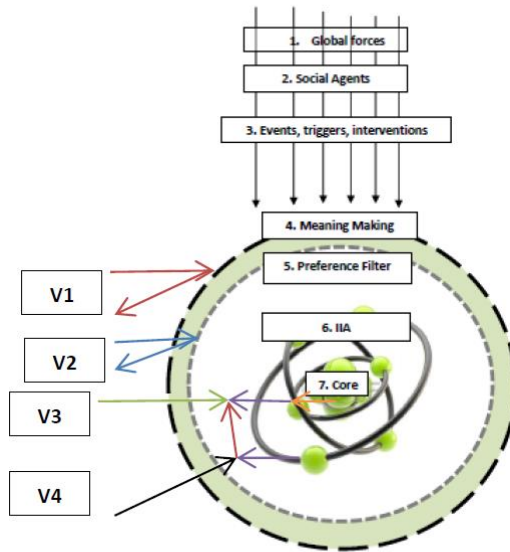 1. Global forces
2. Social Agents
3. Events, triggers, interventions
4. Meaning Making
5. Preference Filter
V1
6. IIA
V2
7. Core
V3
V4